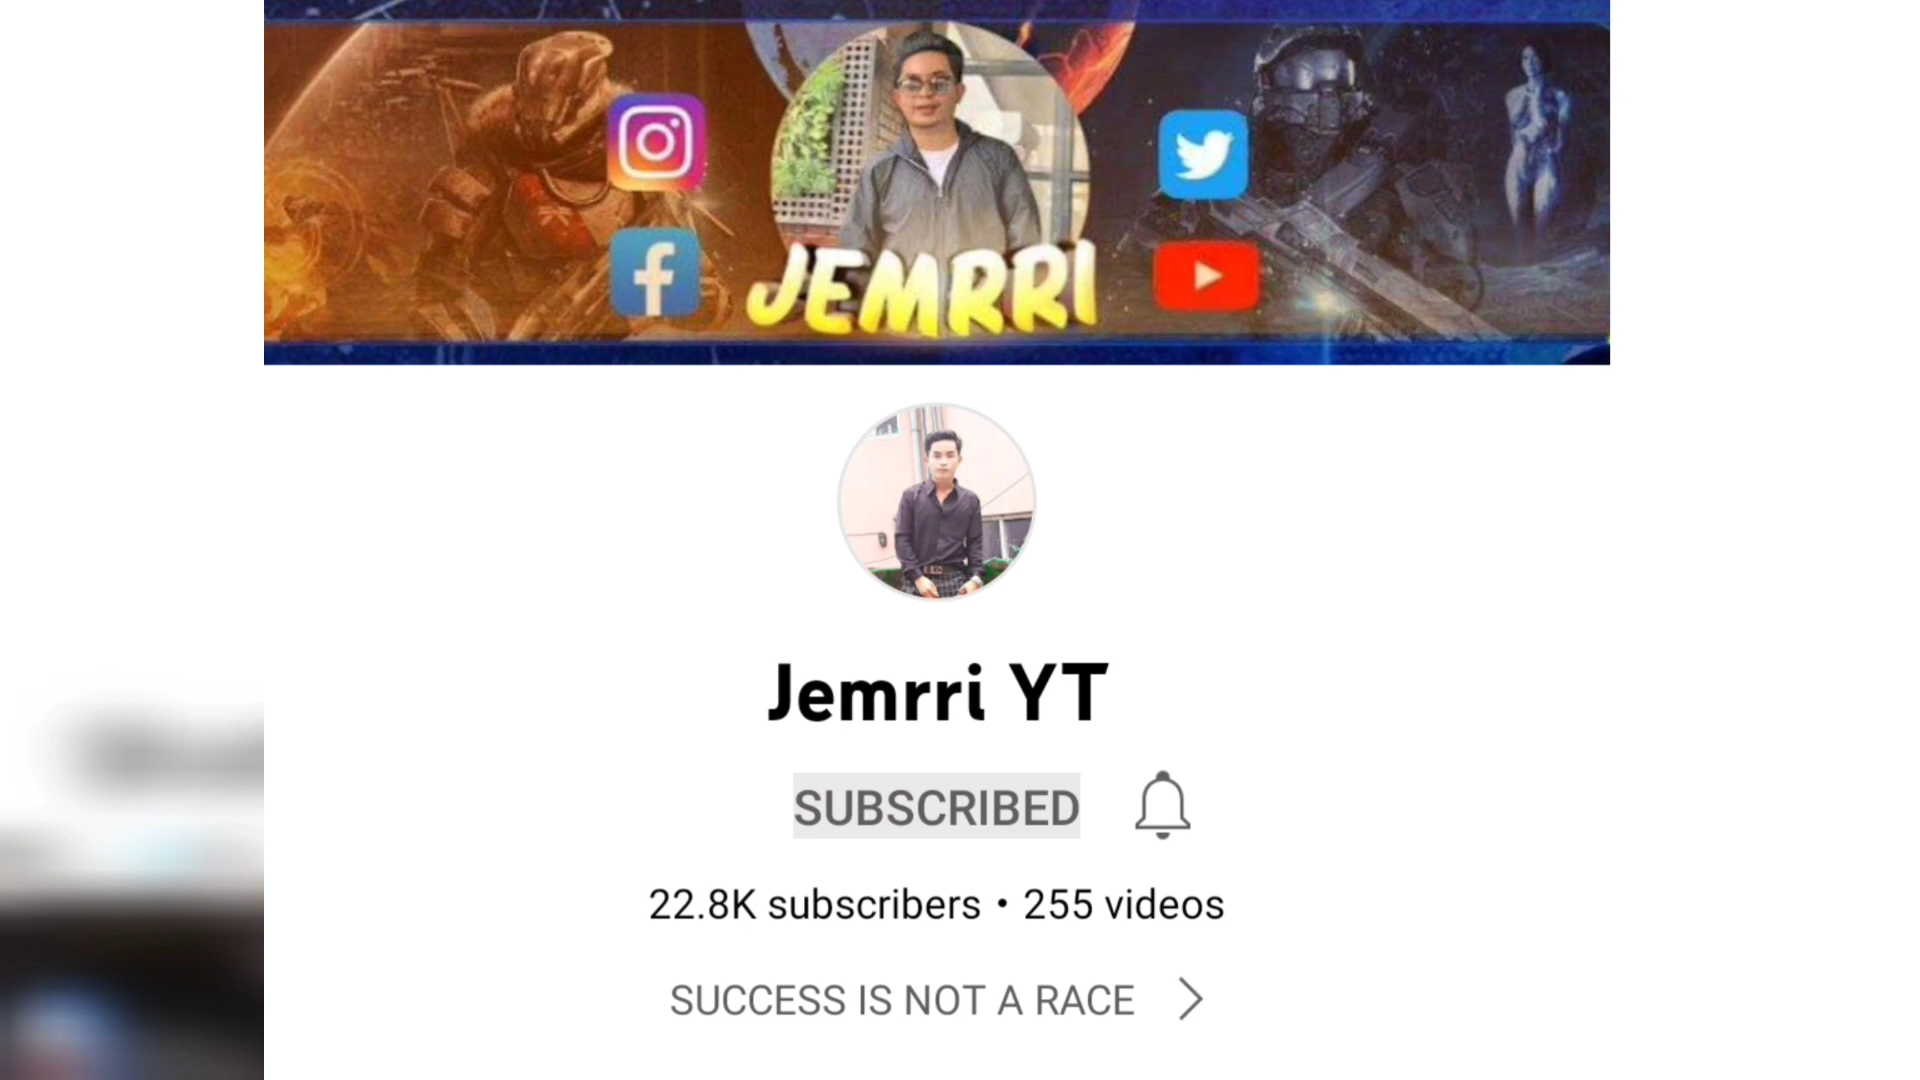 JEMRRI
Jemrri YT
SUBSCRIBED
22.8K subscribers • 255 videos
SUCCESS IS NOT A RACE